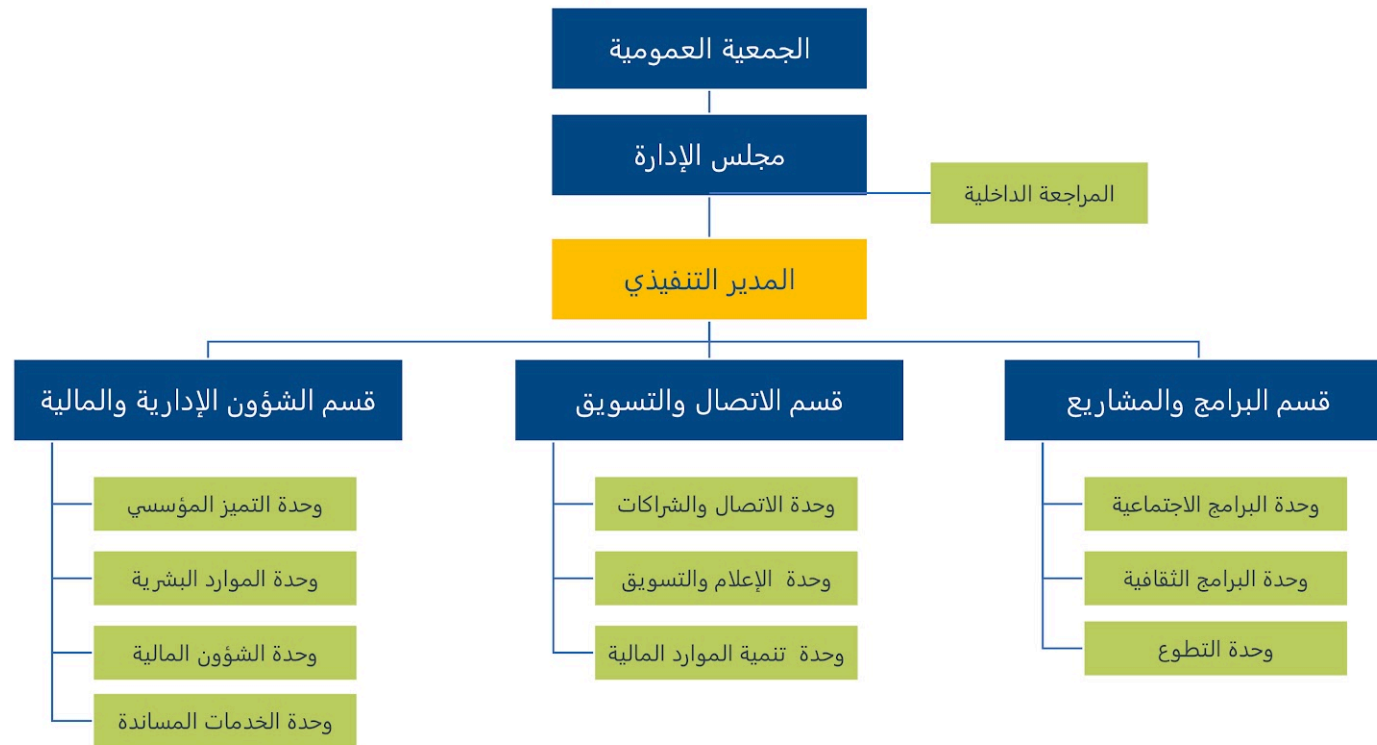 الجمعية العمومية
مجلس الإدارة
المراجعة الداخلية
المدير التنفيذي
قسم البرامج والمشاريع
قسم الاتصال والتسويق
قسم الشؤون الإدارية والمالية
وحدة البرامج الاجتماعية
وحدة الاتصال والشراكات
وحدة التميز المؤسسي
وحدة البرامج الثقافية
وحدة الإعلام والتسويق
وحدة الموارد البشرية
وحدة التطوع
وحدة تنمية الموارد المالية
وحدة الشؤون المالية
وحدة الخدمات المساندة